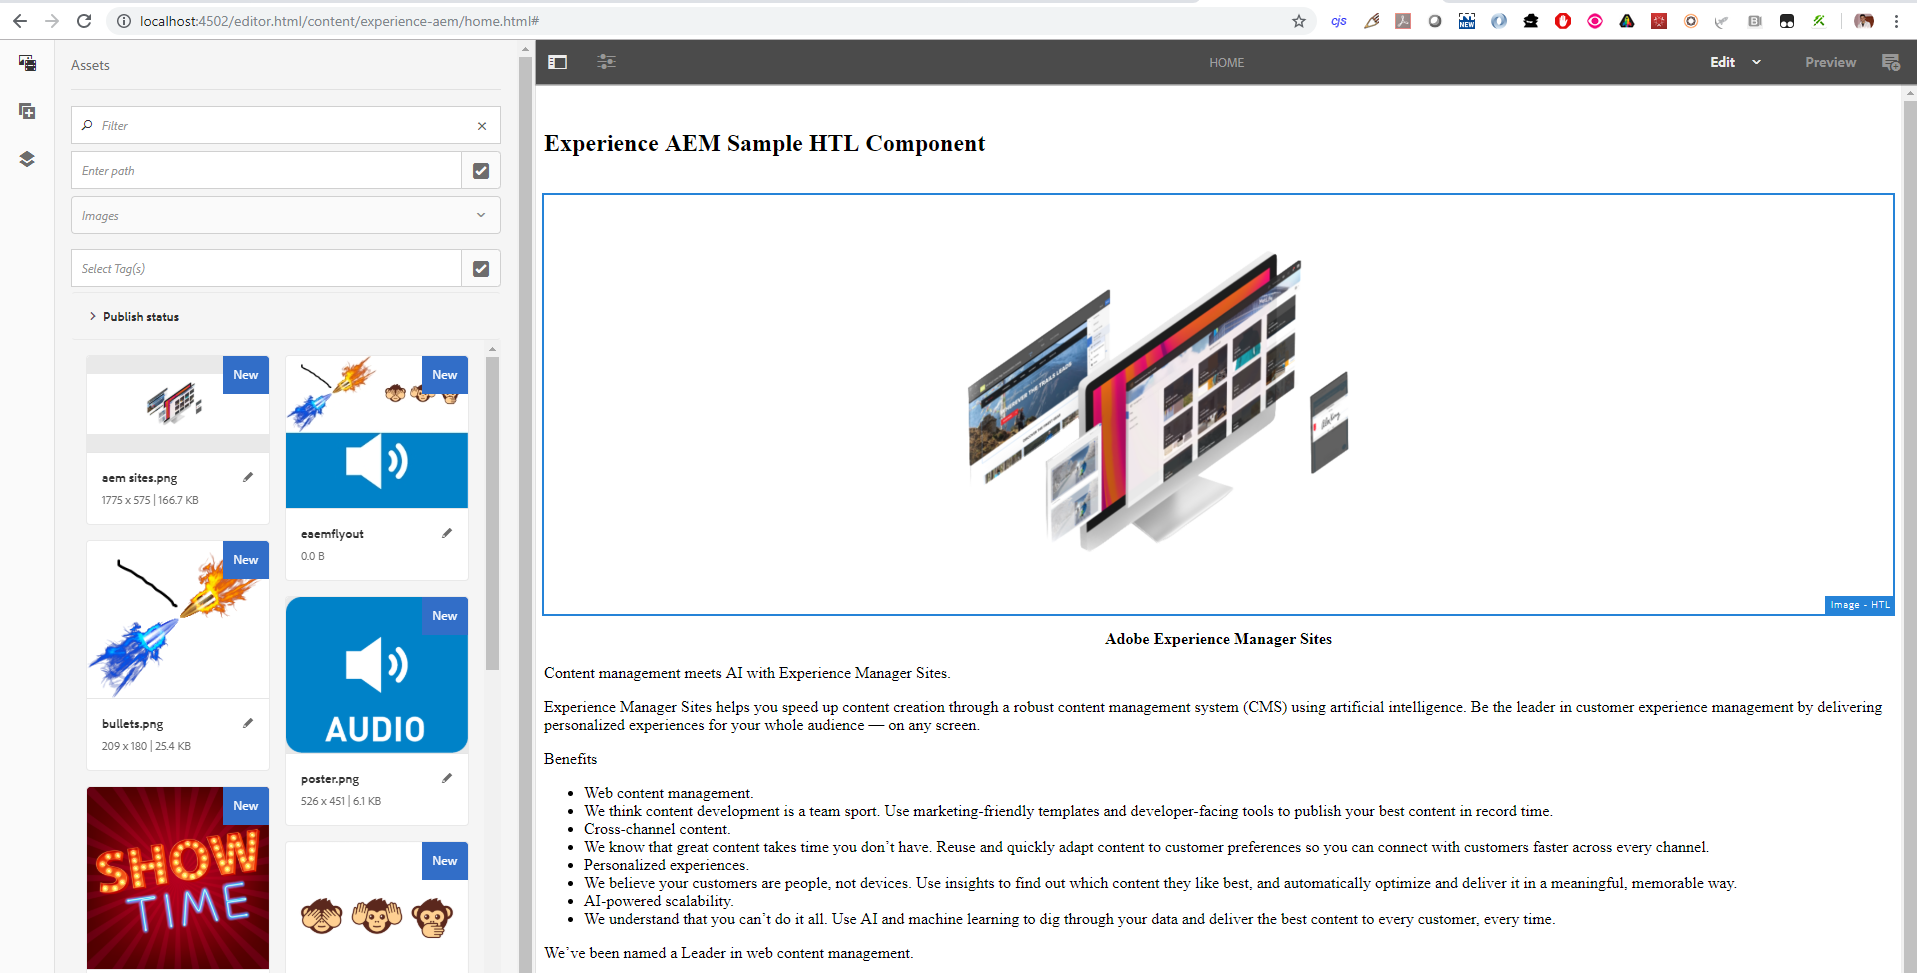 localhost:4502/editor.html/content/experience-aem/home.html#
cjs
NEW
Assets
Filter
Enter path
Images
Select Tag(s)
Publish status
New
aem sites.png
1775 x 575 | 166.7 KB
New
eaemflyout
0.0 B
New
bullets.png
209 x 180 | 25.4 KB
New
AUDIO
poster.png
526 x 451 | 6.1 KB
New
SHOW
TIME
New
HOME
Edit
Preview
Experience AEM Sample HTL Component
Image - HTL
Adobe Experience Manager Sites
Content management meets AI with Experience Manager Sites.
Experience Manager Sites helps you speed up content creation through a robust content management system (CMS) using artificial intelligence. Be the leader in customer experience management by delivering
personalized experiences for your whole audience — on any screen.
Benefits
• Web content management.
• We think content development is a team sport. Use marketing-friendly templates and developer-facing tools to publish your best content in record time.
• Cross-channel content.
• We know that great content takes time you don’t have. Reuse and quickly adapt content to customer preferences so you can connect with customers faster across every channel.
• Personalized experiences.
• We believe your customers are people, not devices. Use insights to find out which content they like best, and automatically optimize and deliver it in a meaningful, memorable way.
• AI-powered scalability.
• We understand that you can’t do it all. Use AI and machine learning to dig through your data and deliver the best content to every customer, every time.
We’ve been named a Leader in web content management.